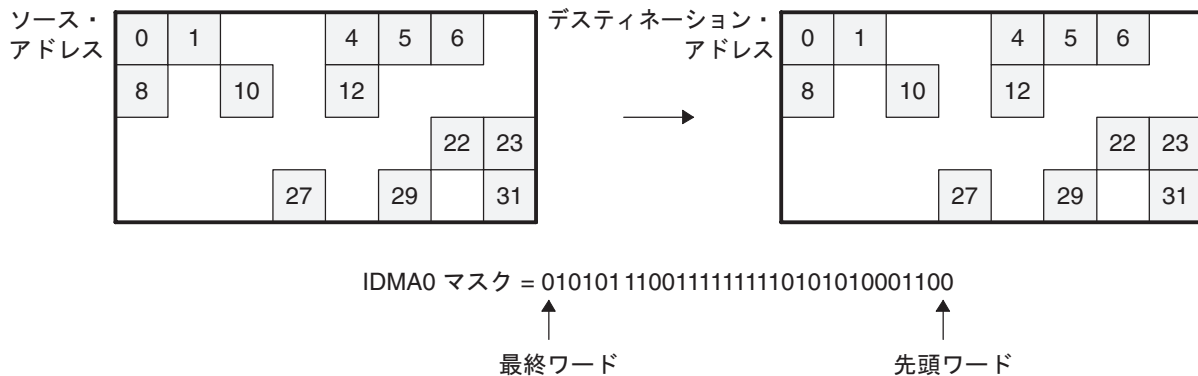 ソース・
アドレス
0 1 4 5 6
8 10 12
22 23
27 29 31
デスティネーション・
アドレス
0 1 4 5 6
8 10 12
22 23
27 29 31
IDMA0 マスク = 01010111001111111110101010001100
最終ワード 先頭ワード